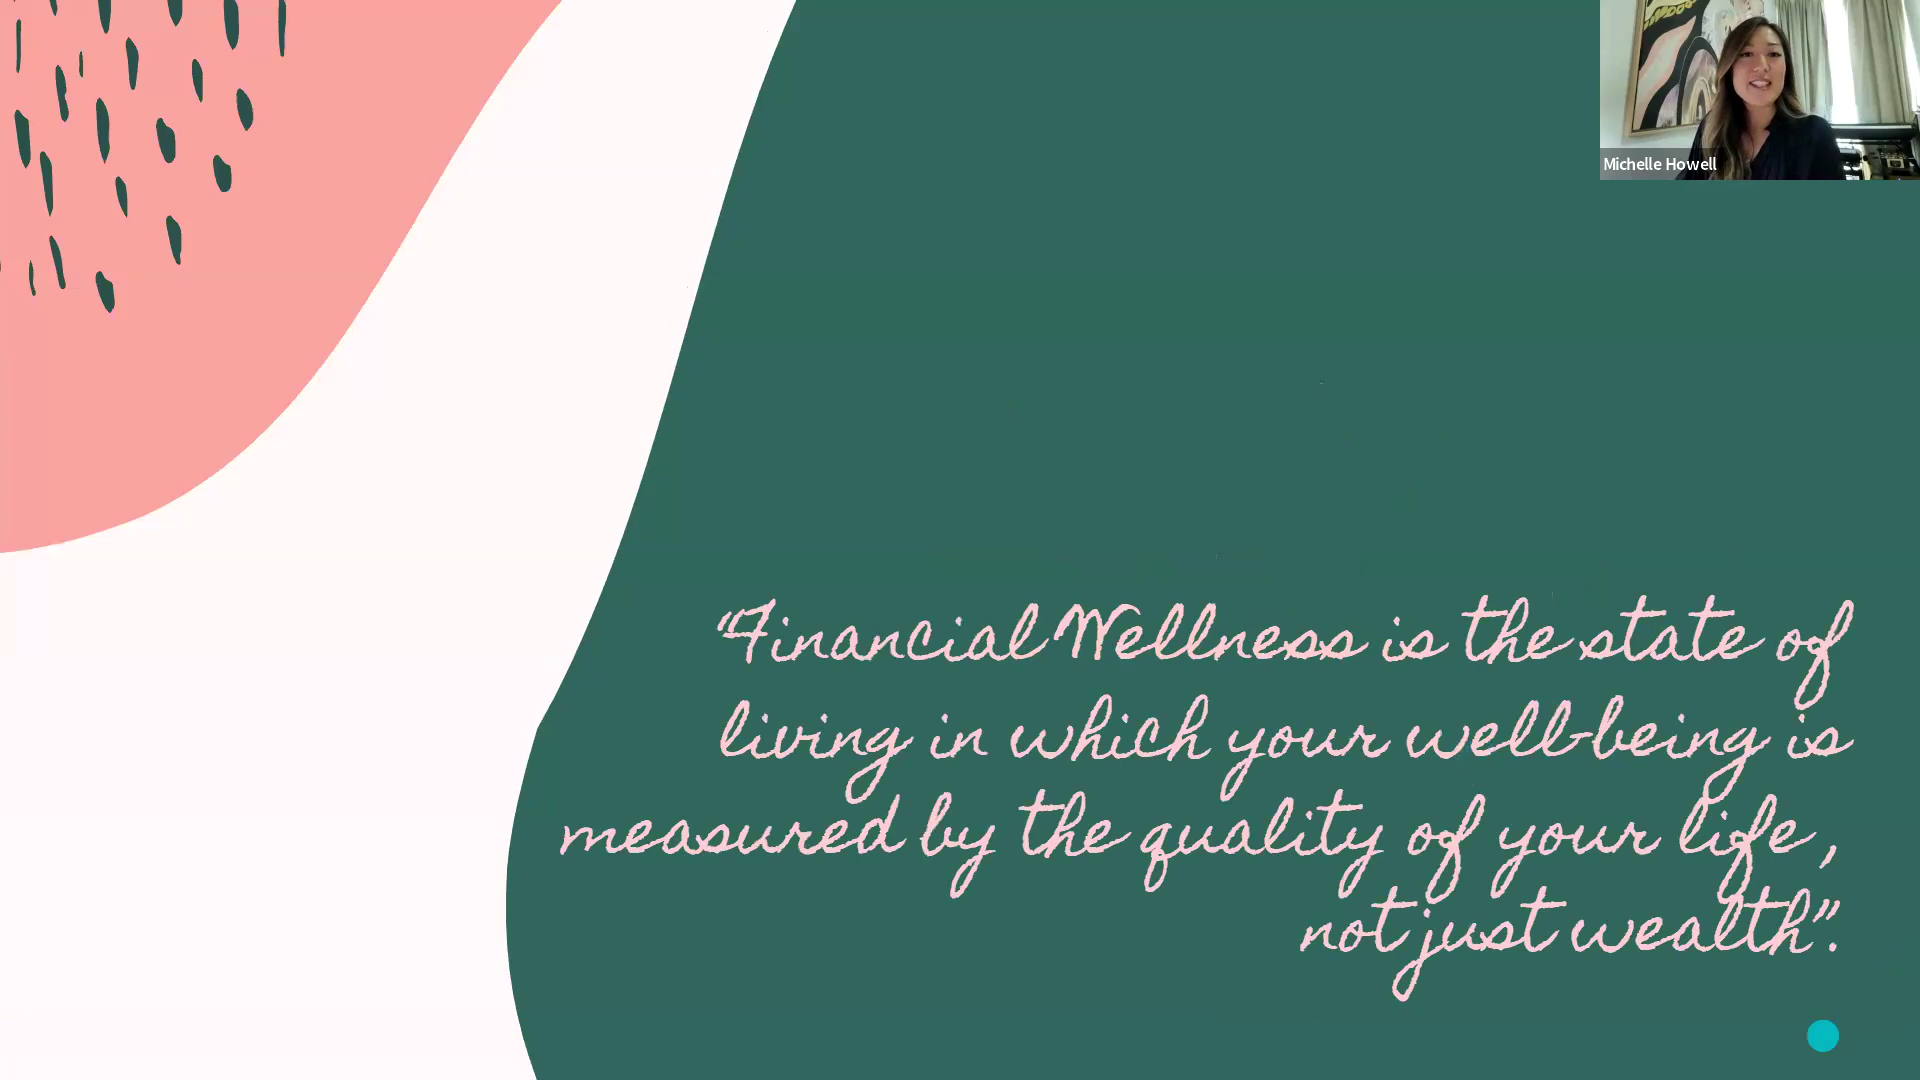 Michelle Howell
"Financial Wellness is the state of
living in which your well-being is
measured by the quality of your life,
not just wealth".